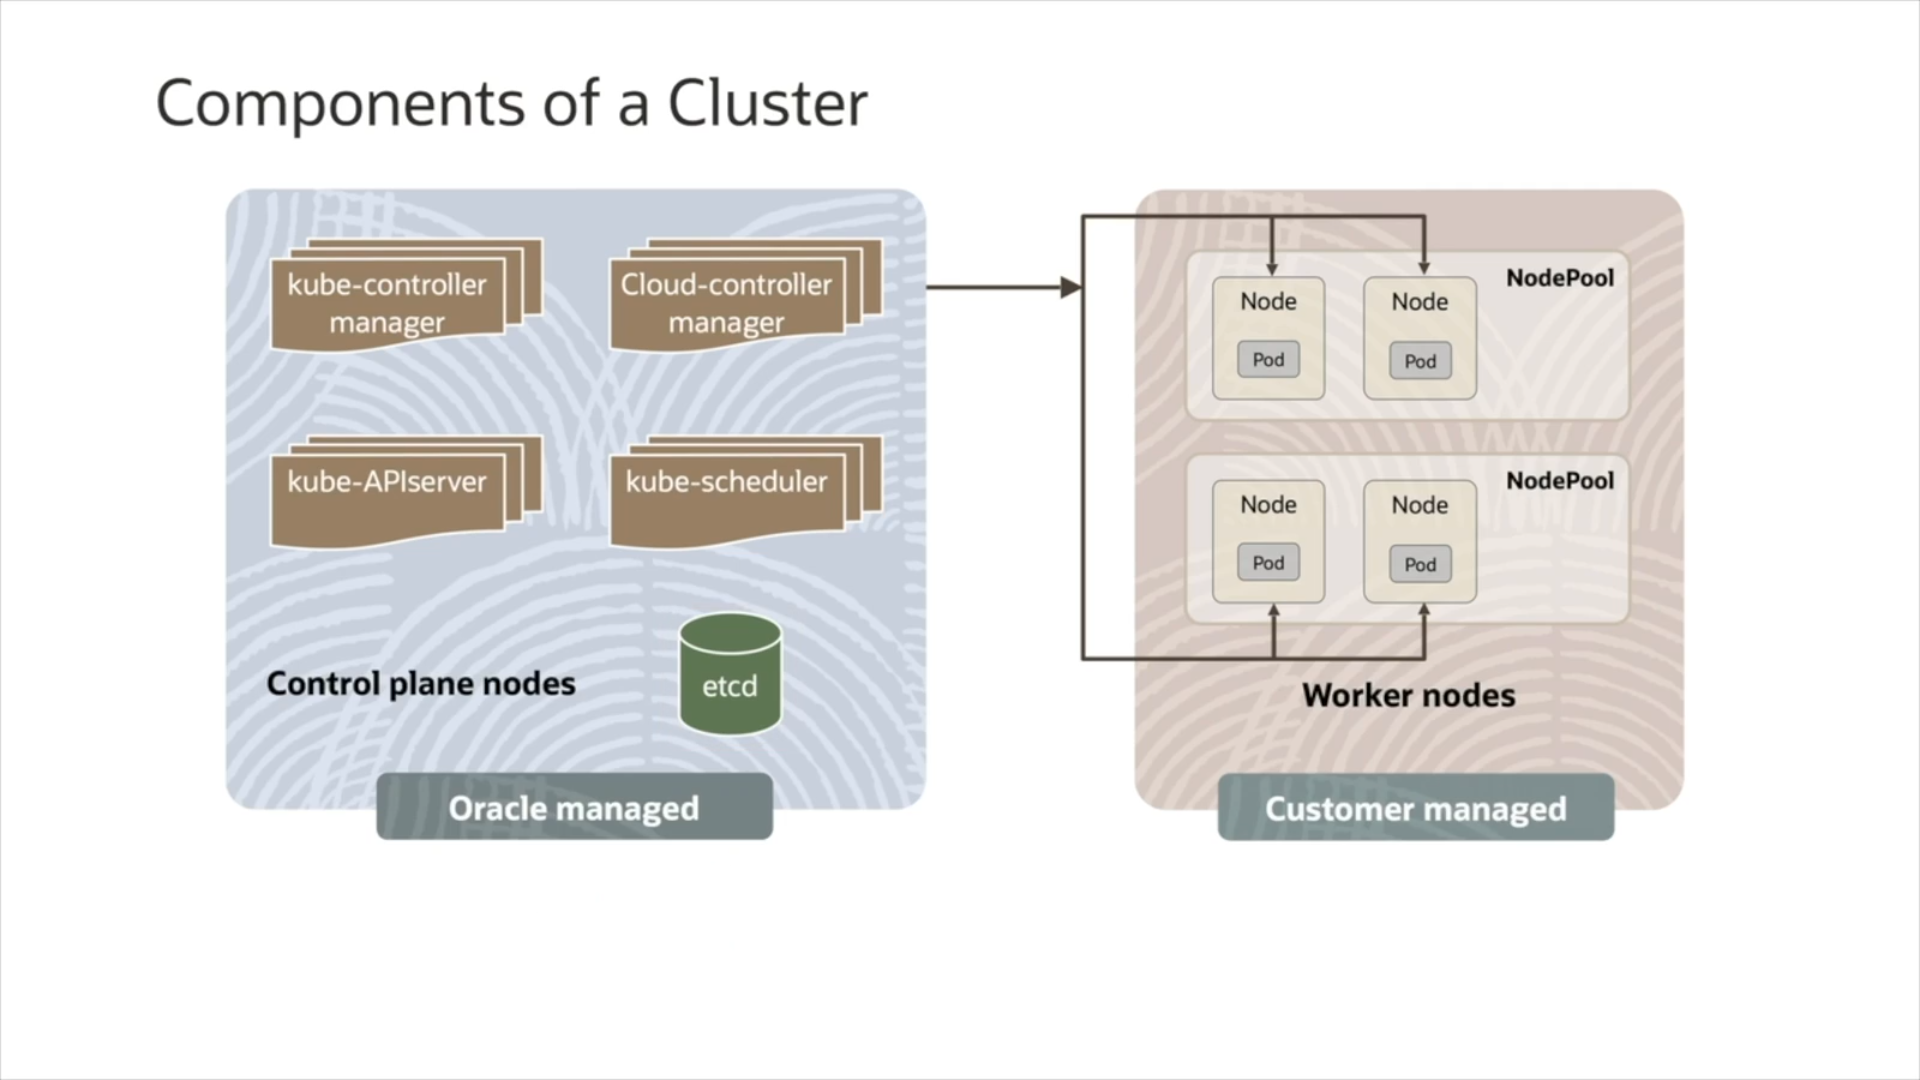 Components of a Cluster
kube-controller
manager
Cloud-controller
manager
kube-APIserver
kube-scheduler
Control plane nodes
etcd
Oracle managed
NodePool
Node
Pod
Node
Pod
NodePool
Node
Pod
Node
Pod
Worker nodes
Customer managed